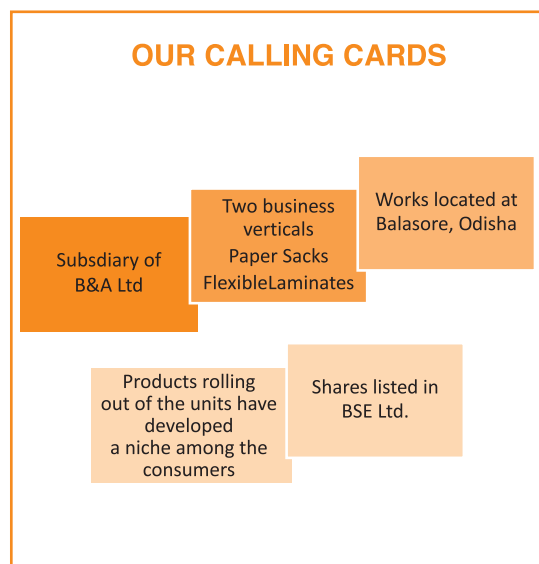 OUR CALLING CARDS
Subsdiary of
B&A Ltd
Two business
verticals
Paper Sacks
FlexibleLaminates
Works located at
Balasore, Odisha
Products rolling
out of the units have
developed
a niche among the
consumers
Shares listed in
BSE Ltd.